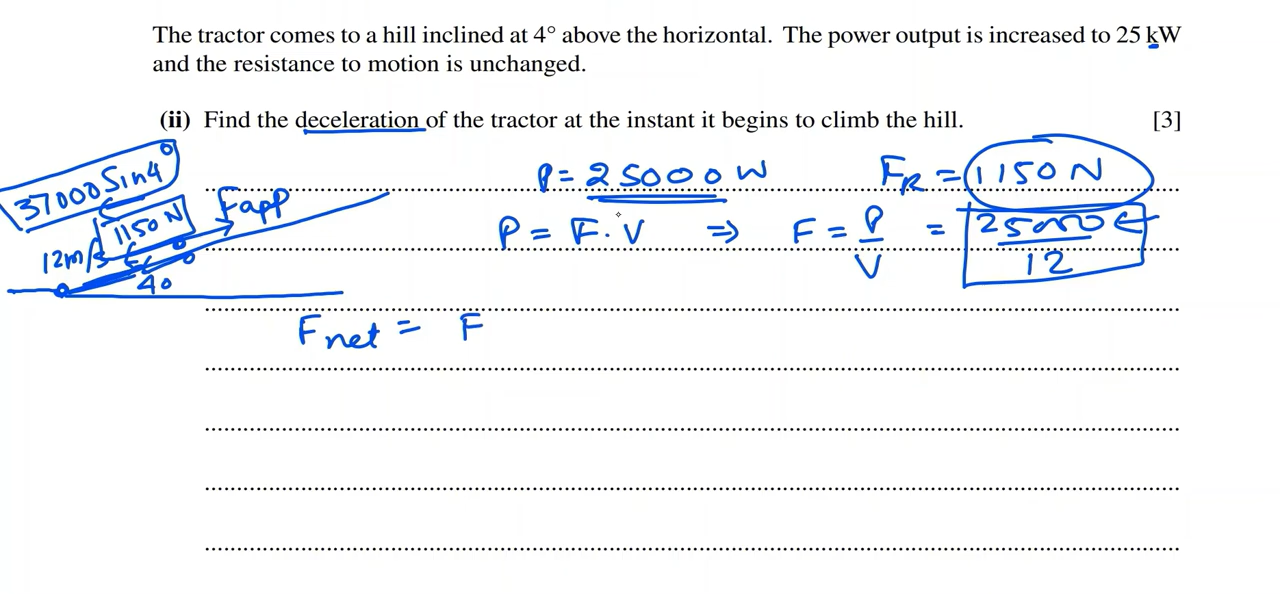 The tractor comes to a hill inclined at 4° above the horizontal. The power output is increased to 25 kW
and the resistance to motion is unchanged.
(ii) Find the deceleration of the tractor at the instant it begins to climb the hill. [3]
37000 Sin4°
1150 N
Fapp
12m/s
4°
P = 25000 W
F_R = 1150 N
P = F . V ⇒ F = P/V = 25000/12
F_net = F